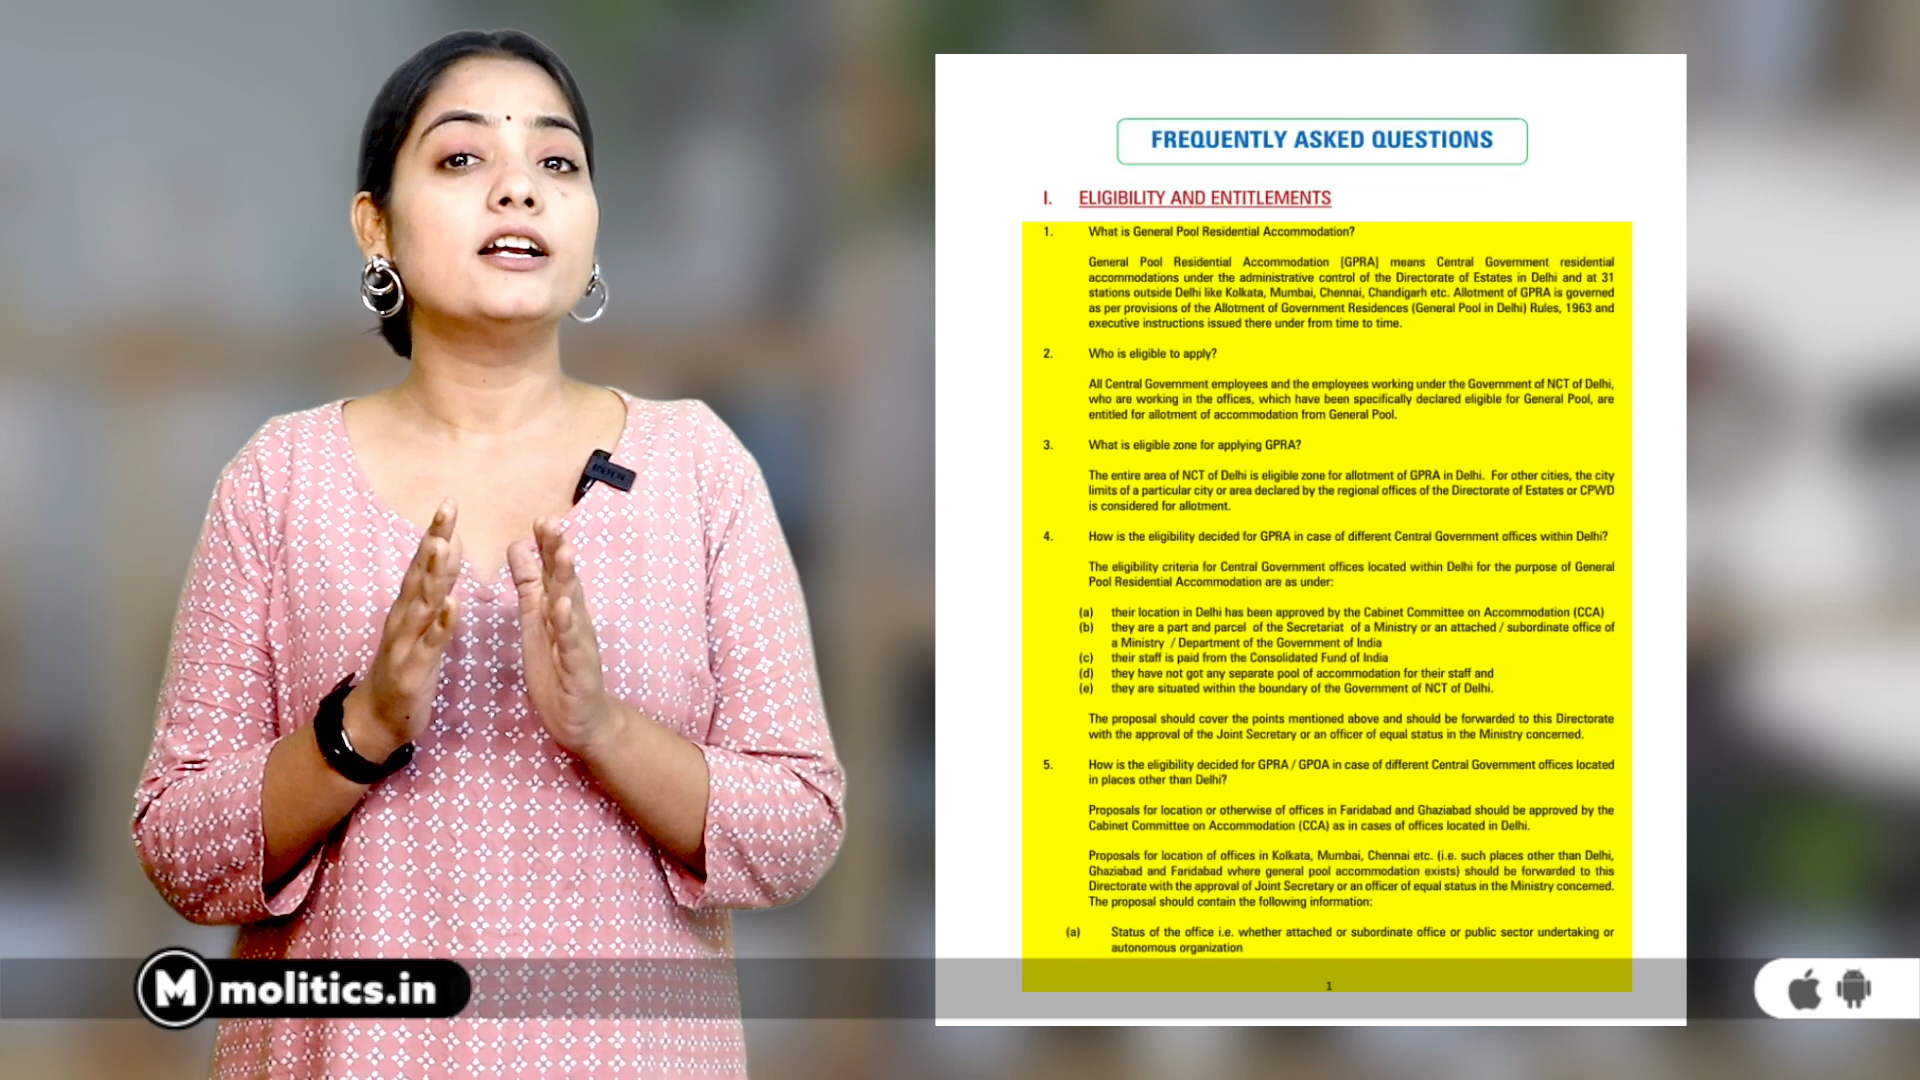 FREQUENTLY ASKED QUESTIONS
I. ELIGIBILITY AND ENTITLEMENTS
1. What is General Pool Residential Accommodation?
General Pool Residential Accommodation [GPRA] means Central Government residential
accommodations under the administrative control of the Directorate of Estates in Delhi and at 31
stations outside Delhi like Kolkata, Mumbai, Chennai, Chandigarh etc. Allotment of GPRA is governed
as per provisions of the Allotment of Government Residences (General Pool in Delhi) Rules, 1963 and
executive instructions issued there under from time to time.
2. Who is eligible to apply?
All Central Government employees and the employees working under the Government of NCT of Delhi,
who are working in the offices, which have been specifically declared eligible for General Pool, are
entitled for allotment of accommodation from General Pool.
3. What is eligible zone for applying GPRA?
The entire area of NCT of Delhi is eligible zone for allotment of GPRA in Delhi. For other cities, the city
limits of a particular city or area declared by the regional offices of the Directorate of Estates or CPWD
is considered for allotment.
4. How is the eligibility decided for GPRA in case of different Central Government offices within Delhi?
The eligibility criteria for Central Government offices located within Delhi for the purpose of General
Pool Residential Accommodation are as under:
(a) their location in Delhi has been approved by the Cabinet Committee on Accommodation (CCA)
(b) they are a part and parcel of the Secretariat of a Ministry or an attached / subordinate office of
a Ministry / Department of the Government of India
(c) their staff is paid from the Consolidated Fund of India
(d) they have not got any separate pool of accommodation for their staff and
(e) they are situated within the boundary of the Government of NCT of Delhi.
The proposal should cover the points mentioned above and should be forwarded to this Directorate
with the approval of the Joint Secretary or an officer of equal status in the Ministry concerned.
5. How is the eligibility decided for GPRA / GPOA in case of different Central Government offices located
in places other than Delhi?
Proposals for location or otherwise of offices in Faridabad and Ghaziabad should be approved by the
Cabinet Committee on Accommodation (CCA) as in cases of offices located in Delhi.
Proposals for location of offices in Kolkata, Mumbai, Chennai etc. (i.e. such places other than Delhi,
Ghaziabad and Faridabad where general pool accommodation exists) should be forwarded to this
Directorate with the approval of Joint Secretary or an officer of equal status in the Ministry concerned.
The proposal should contain the following information:
(a) Status of the office i.e. whether attached or subordinate office or public sector undertaking or
autonomous organization
1
M molitics.in